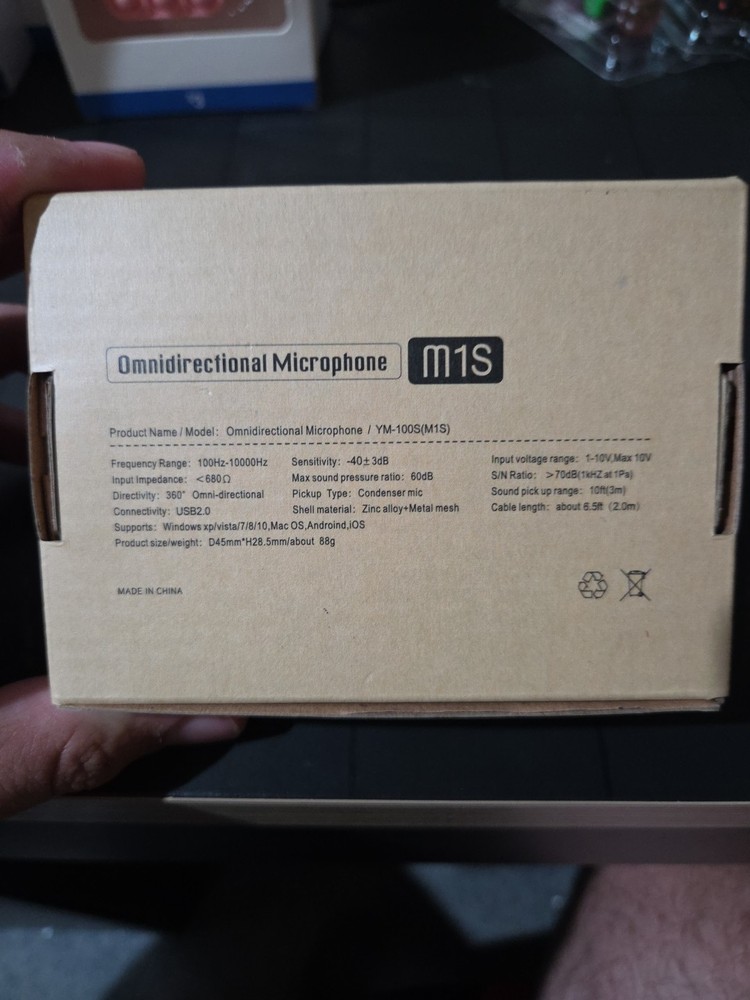 Omnidirectional Microphone M1S
Product Name / Model: Omnidirectional Microphone / YM-100S(M1S)
Frequency Range: 100Hz-10000Hz Sensitivity: -40±3dB Input voltage range: 1-10V,Max 10V
Input Impedance: <680Ω Max sound pressure ratio: 60dB S/N Ratio: >70dB(1kHZ at 1Pa)
Directivity: 360° Omni-directional Pickup Type: Condenser mic Sound pick up range: 10ft(3m)
Connectivity: USB2.0 Shell material: Zinc alloy+Metal mesh Cable length: about 6.5ft (2.0m)
Supports: Windows xp/vista/7/8/10,Mac OS,Androind,iOS
Product size/weight: D45mm*H28.5mm/about 88g
MADE IN CHINA